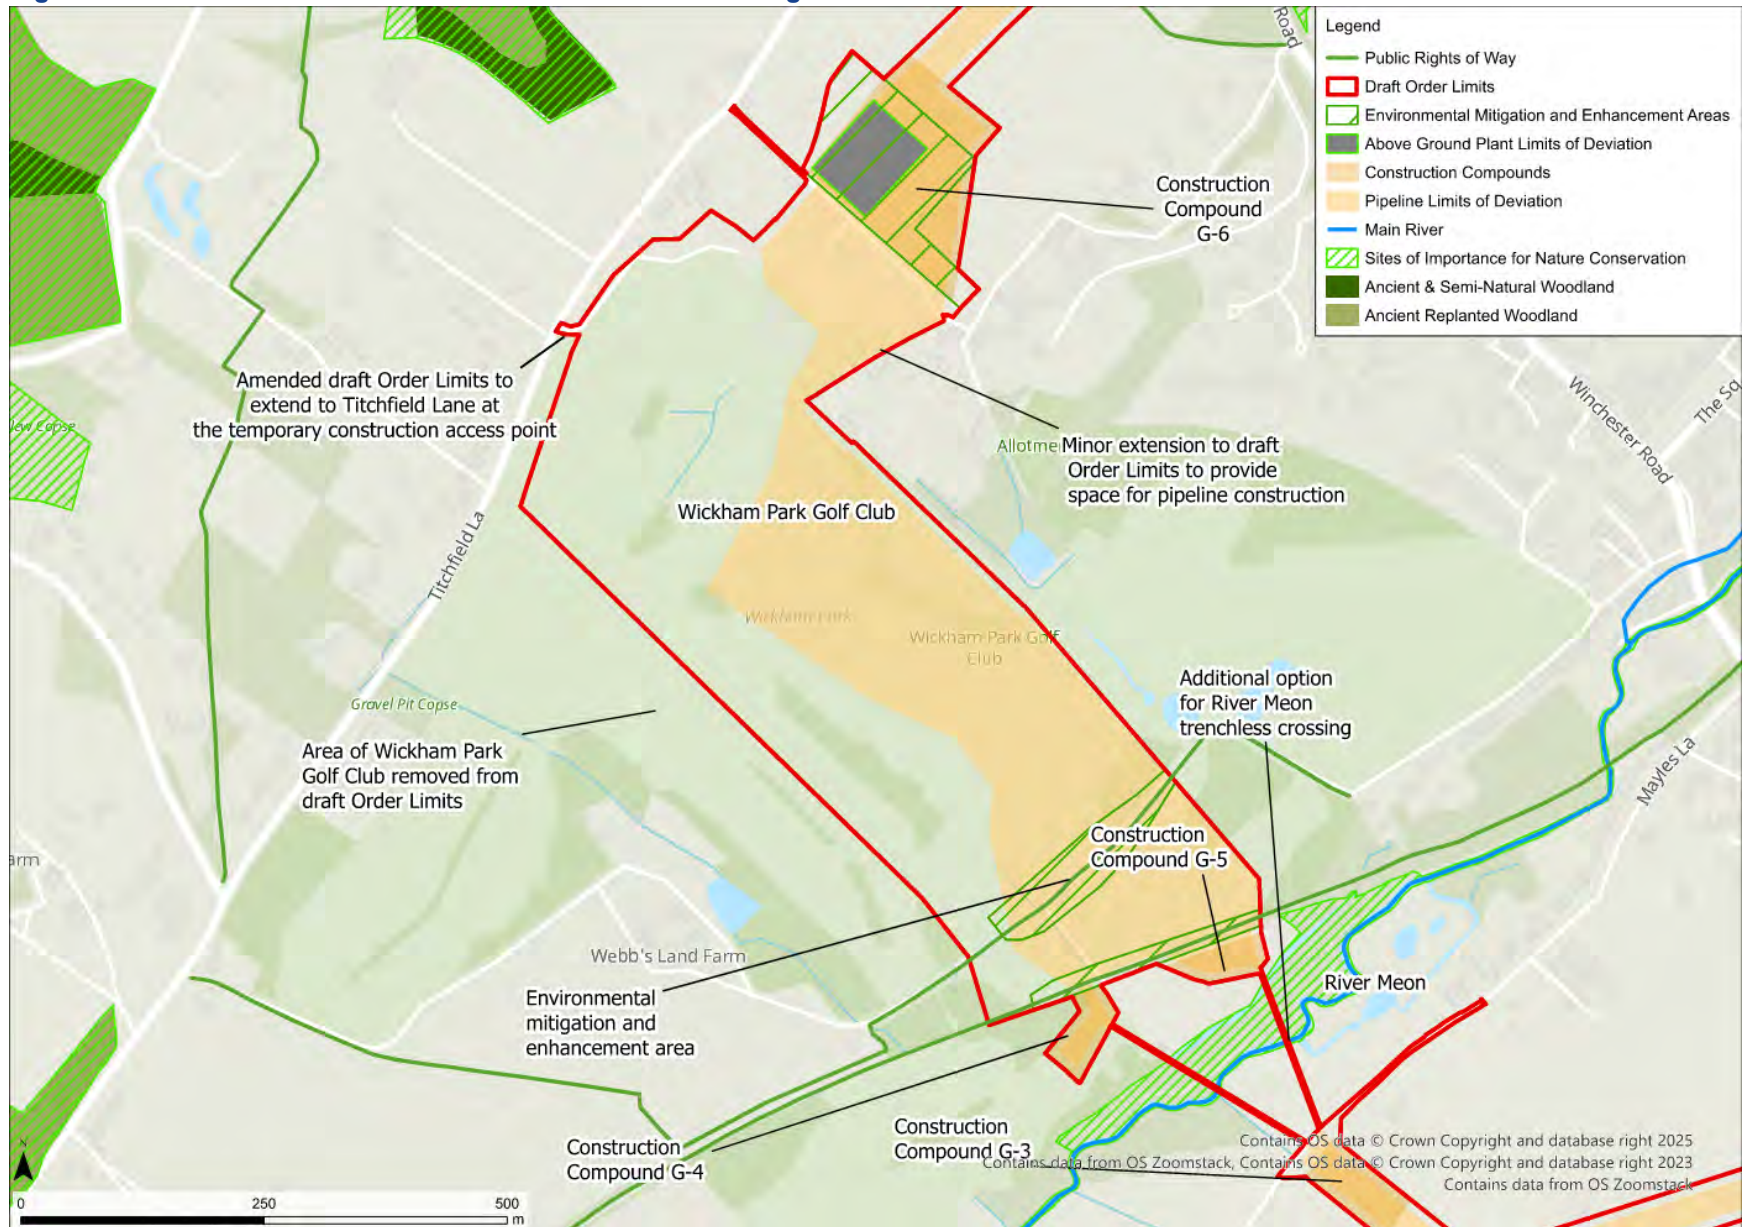 Road
Legend
Public Rights of Way
Draft Order Limits
Environmental Mitigation and Enhancement Areas
Above Ground Plant Limits of Deviation
Construction Compounds
Pipeline Limits of Deviation
Main River
Sites of Importance for Nature Conservation
Ancient & Semi-Natural Woodland
Ancient Replanted Woodland
Construction
Compound
G-6
Amended draft Order Limits to
extend to Titchfield Lane at
the temporary construction access point
Copse
Minor extension to draft
Order Limits to provide
space for pipeline construction
Winchester Road
The Sq
Wickham Park Golf Club
Titchfield La
Wickham Park
Wickham Park Golf
Club
Additional option
for River Meon
trenchless crossing
Gravel Pit Copse
Area of Wickham Park
Golf Club removed from
draft Order Limits
Mayles La
Construction
Compound G-5
arm
Webb's Land Farm
River Meon
Environmental
mitigation and
enhancement area
Construction
Compound G-4
Construction
Compound G-3
Contains OS data © Crown Copyright and database right 2025
Contains data from OS Zoomstack, Contains OS data © Crown Copyright and database right 2023
Contains data from OS Zoomstack
N
0 250 500
m